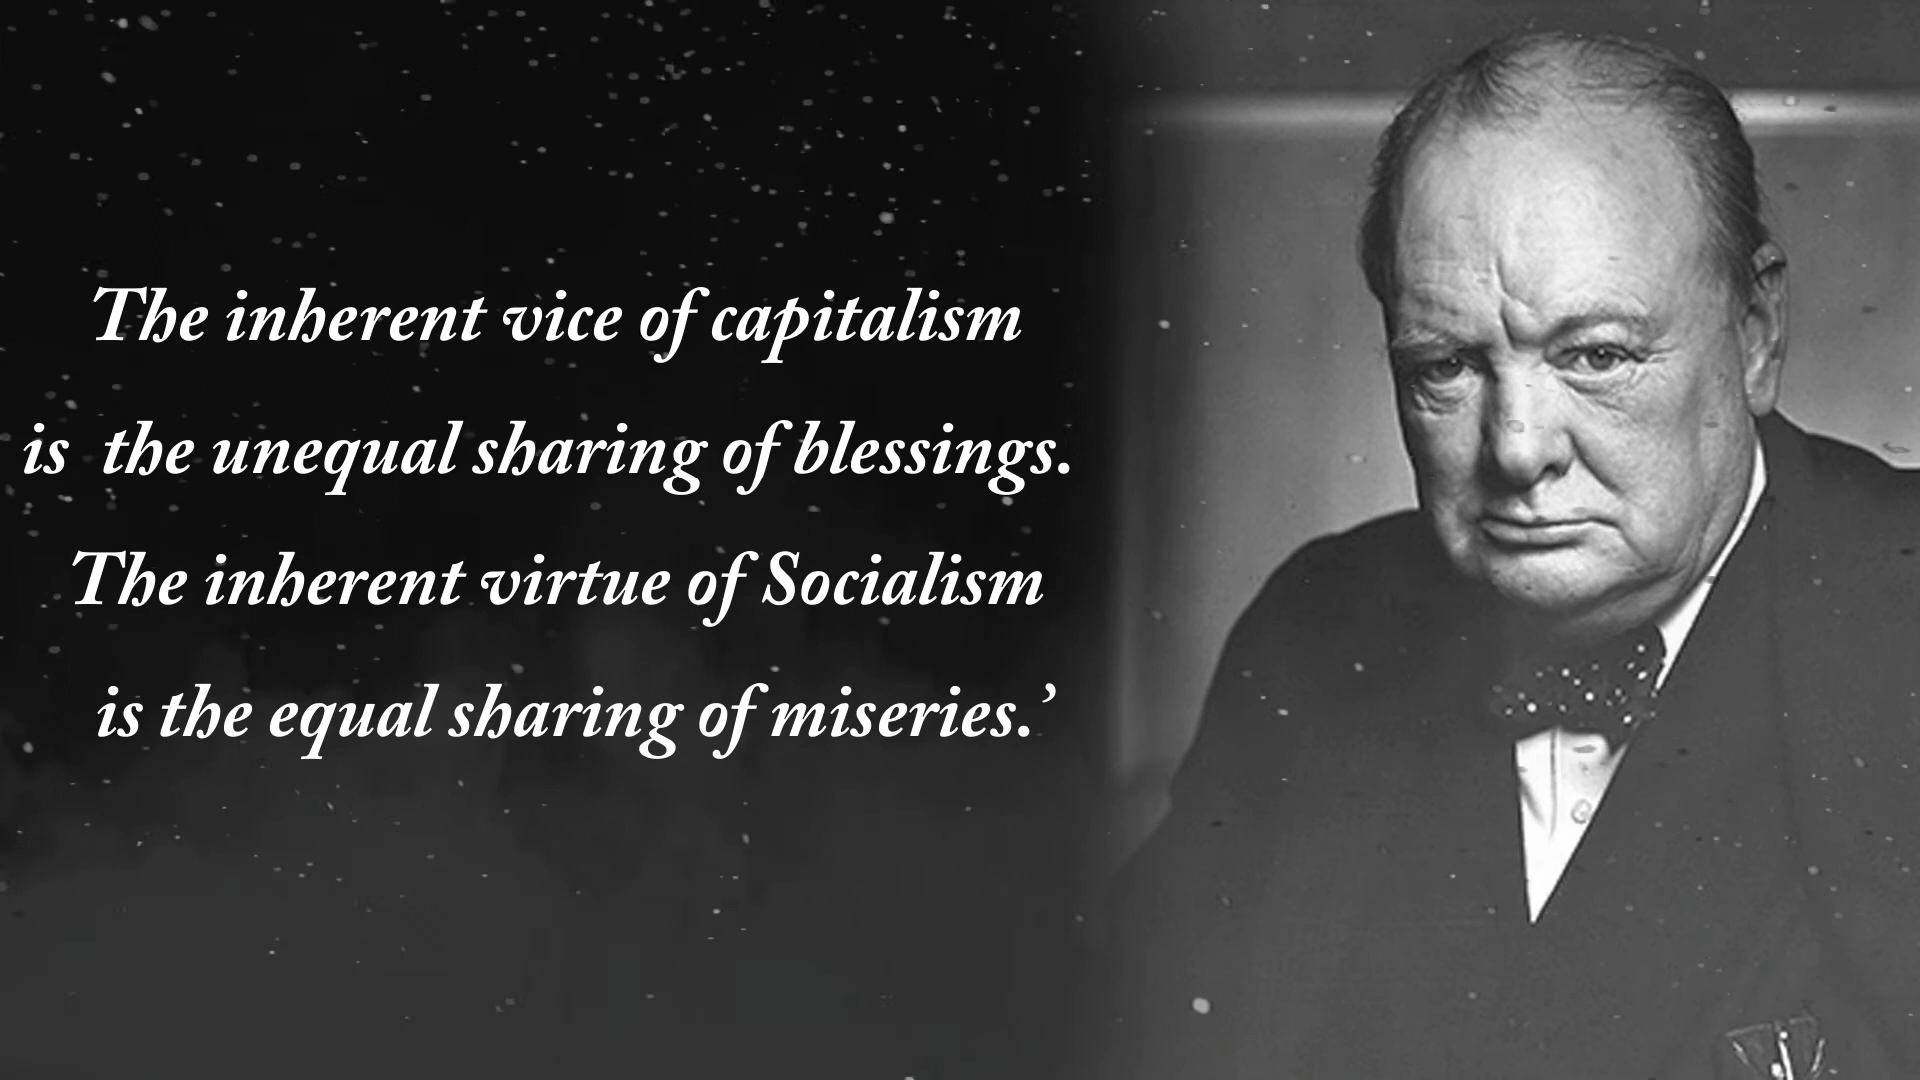 The inherent vice of capitalism
is the unequal sharing of blessings.
The inherent virtue of Socialism
is the equal sharing of miseries.’